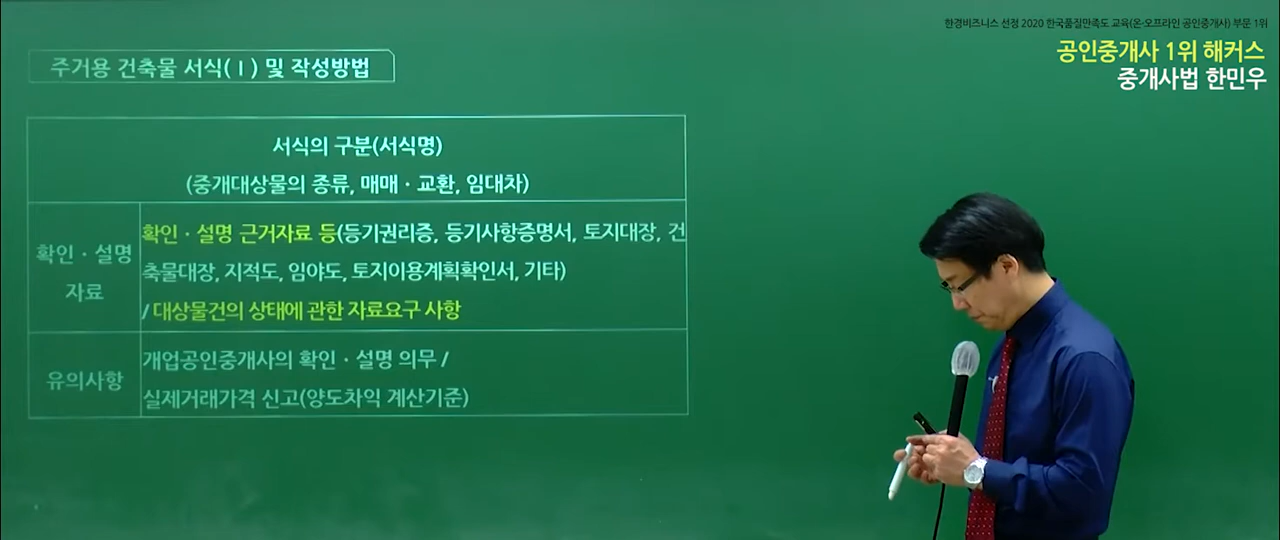 한경비즈니스 선정 2020 한국품질만족도 교육(온·오프라인 공인중개사) 부문 1위
공인중개사 1위 해커스
중개사법 한민우
주거용 건축물 서식(Ⅰ) 및 작성방법
서식의 구분(서식명)
(중개대상물의 종류, 매매 · 교환, 임대차)
확인 · 설명
자료
확인 · 설명 근거자료 등(등기권리증, 등기사항증명서, 토지대장, 건
축물대장, 지적도, 임야도, 토지이용계획확인서, 기타)
/ 대상물건의 상태에 관한 자료요구 사항
유의사항
개업공인중개사의 확인 · 설명 의무 /
실제거래가격 신고(양도차익 계산기준)